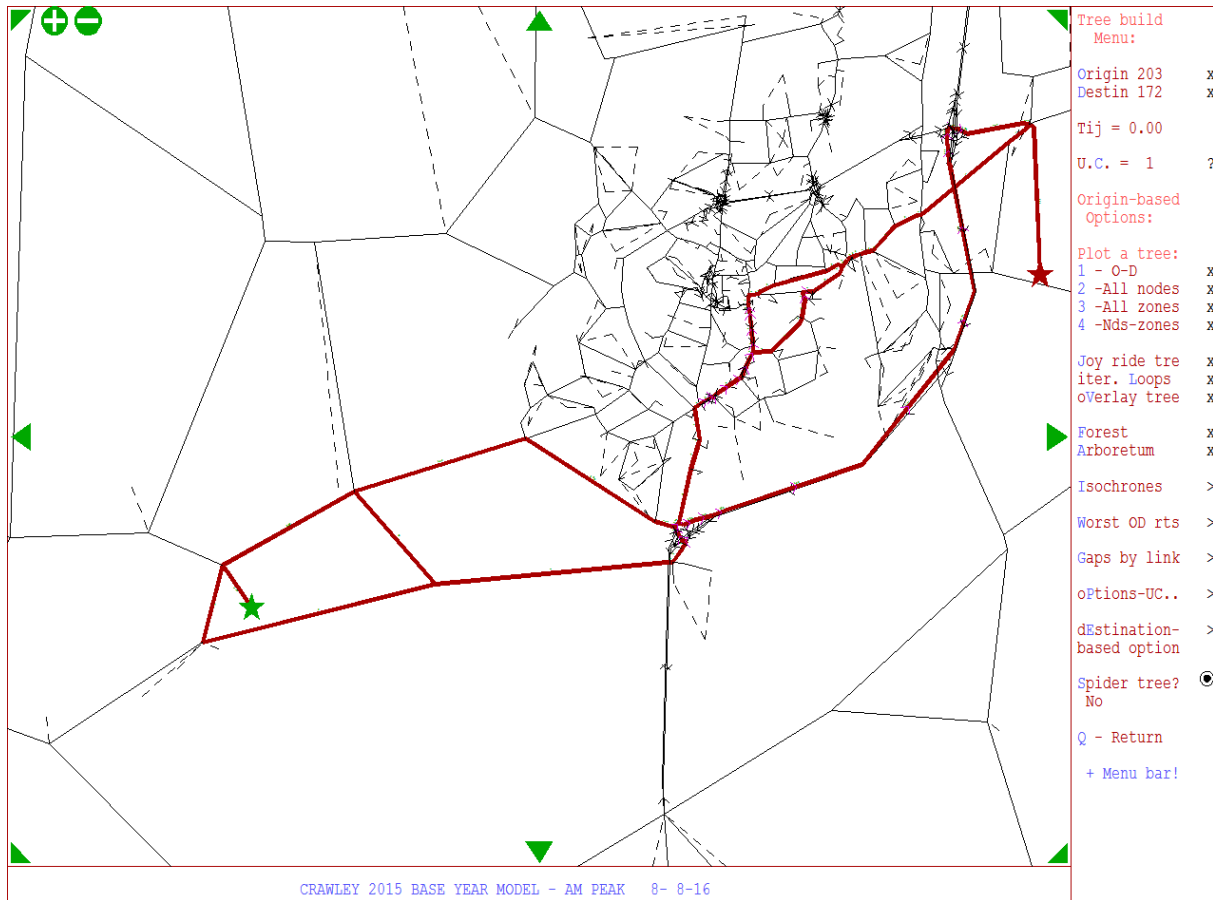 Tree build
Menu:
Origin 203 x
Destin 172 x
Tij = 0.00
U.C. = 1 ?
Origin-based
Options:
Plot a tree:
1 - O-D x
2 -All nodes x
3 -All zones x
4 -Nds-zones x
Joy ride tre x
iter. Loops x
oVerlay tree x
Forest x
Arboretum x
Isochrones >
Worst OD rts >
Gaps by link >
oPtions-UC.. >
dEstination- >
based option
Spider tree?
No
Q - Return
+ Menu bar!
CRAWLEY 2015 BASE YEAR MODEL - AM PEAK 8- 8-16